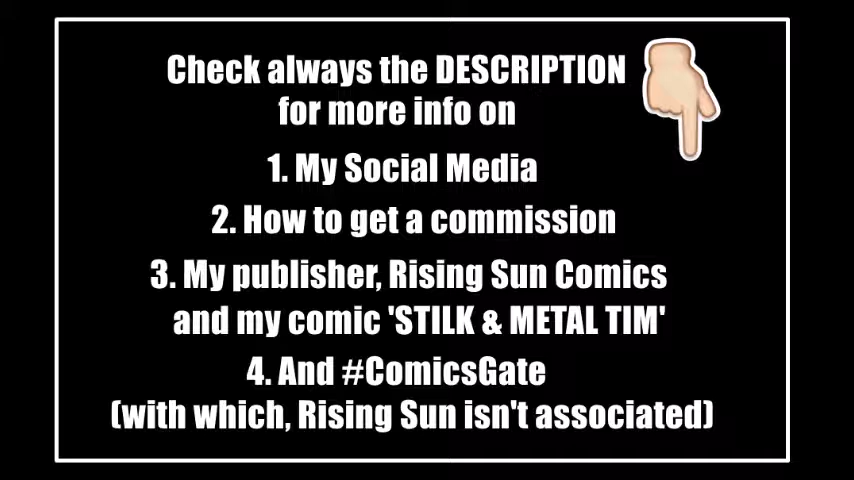 Check always the DESCRIPTION
for more info on
1. My Social Media
2. How to get a commission
3. My publisher, Rising Sun Comics
and my comic 'STILK & METAL TIM'
4. And #ComicsGate
(with which, Rising Sun isn't associated)